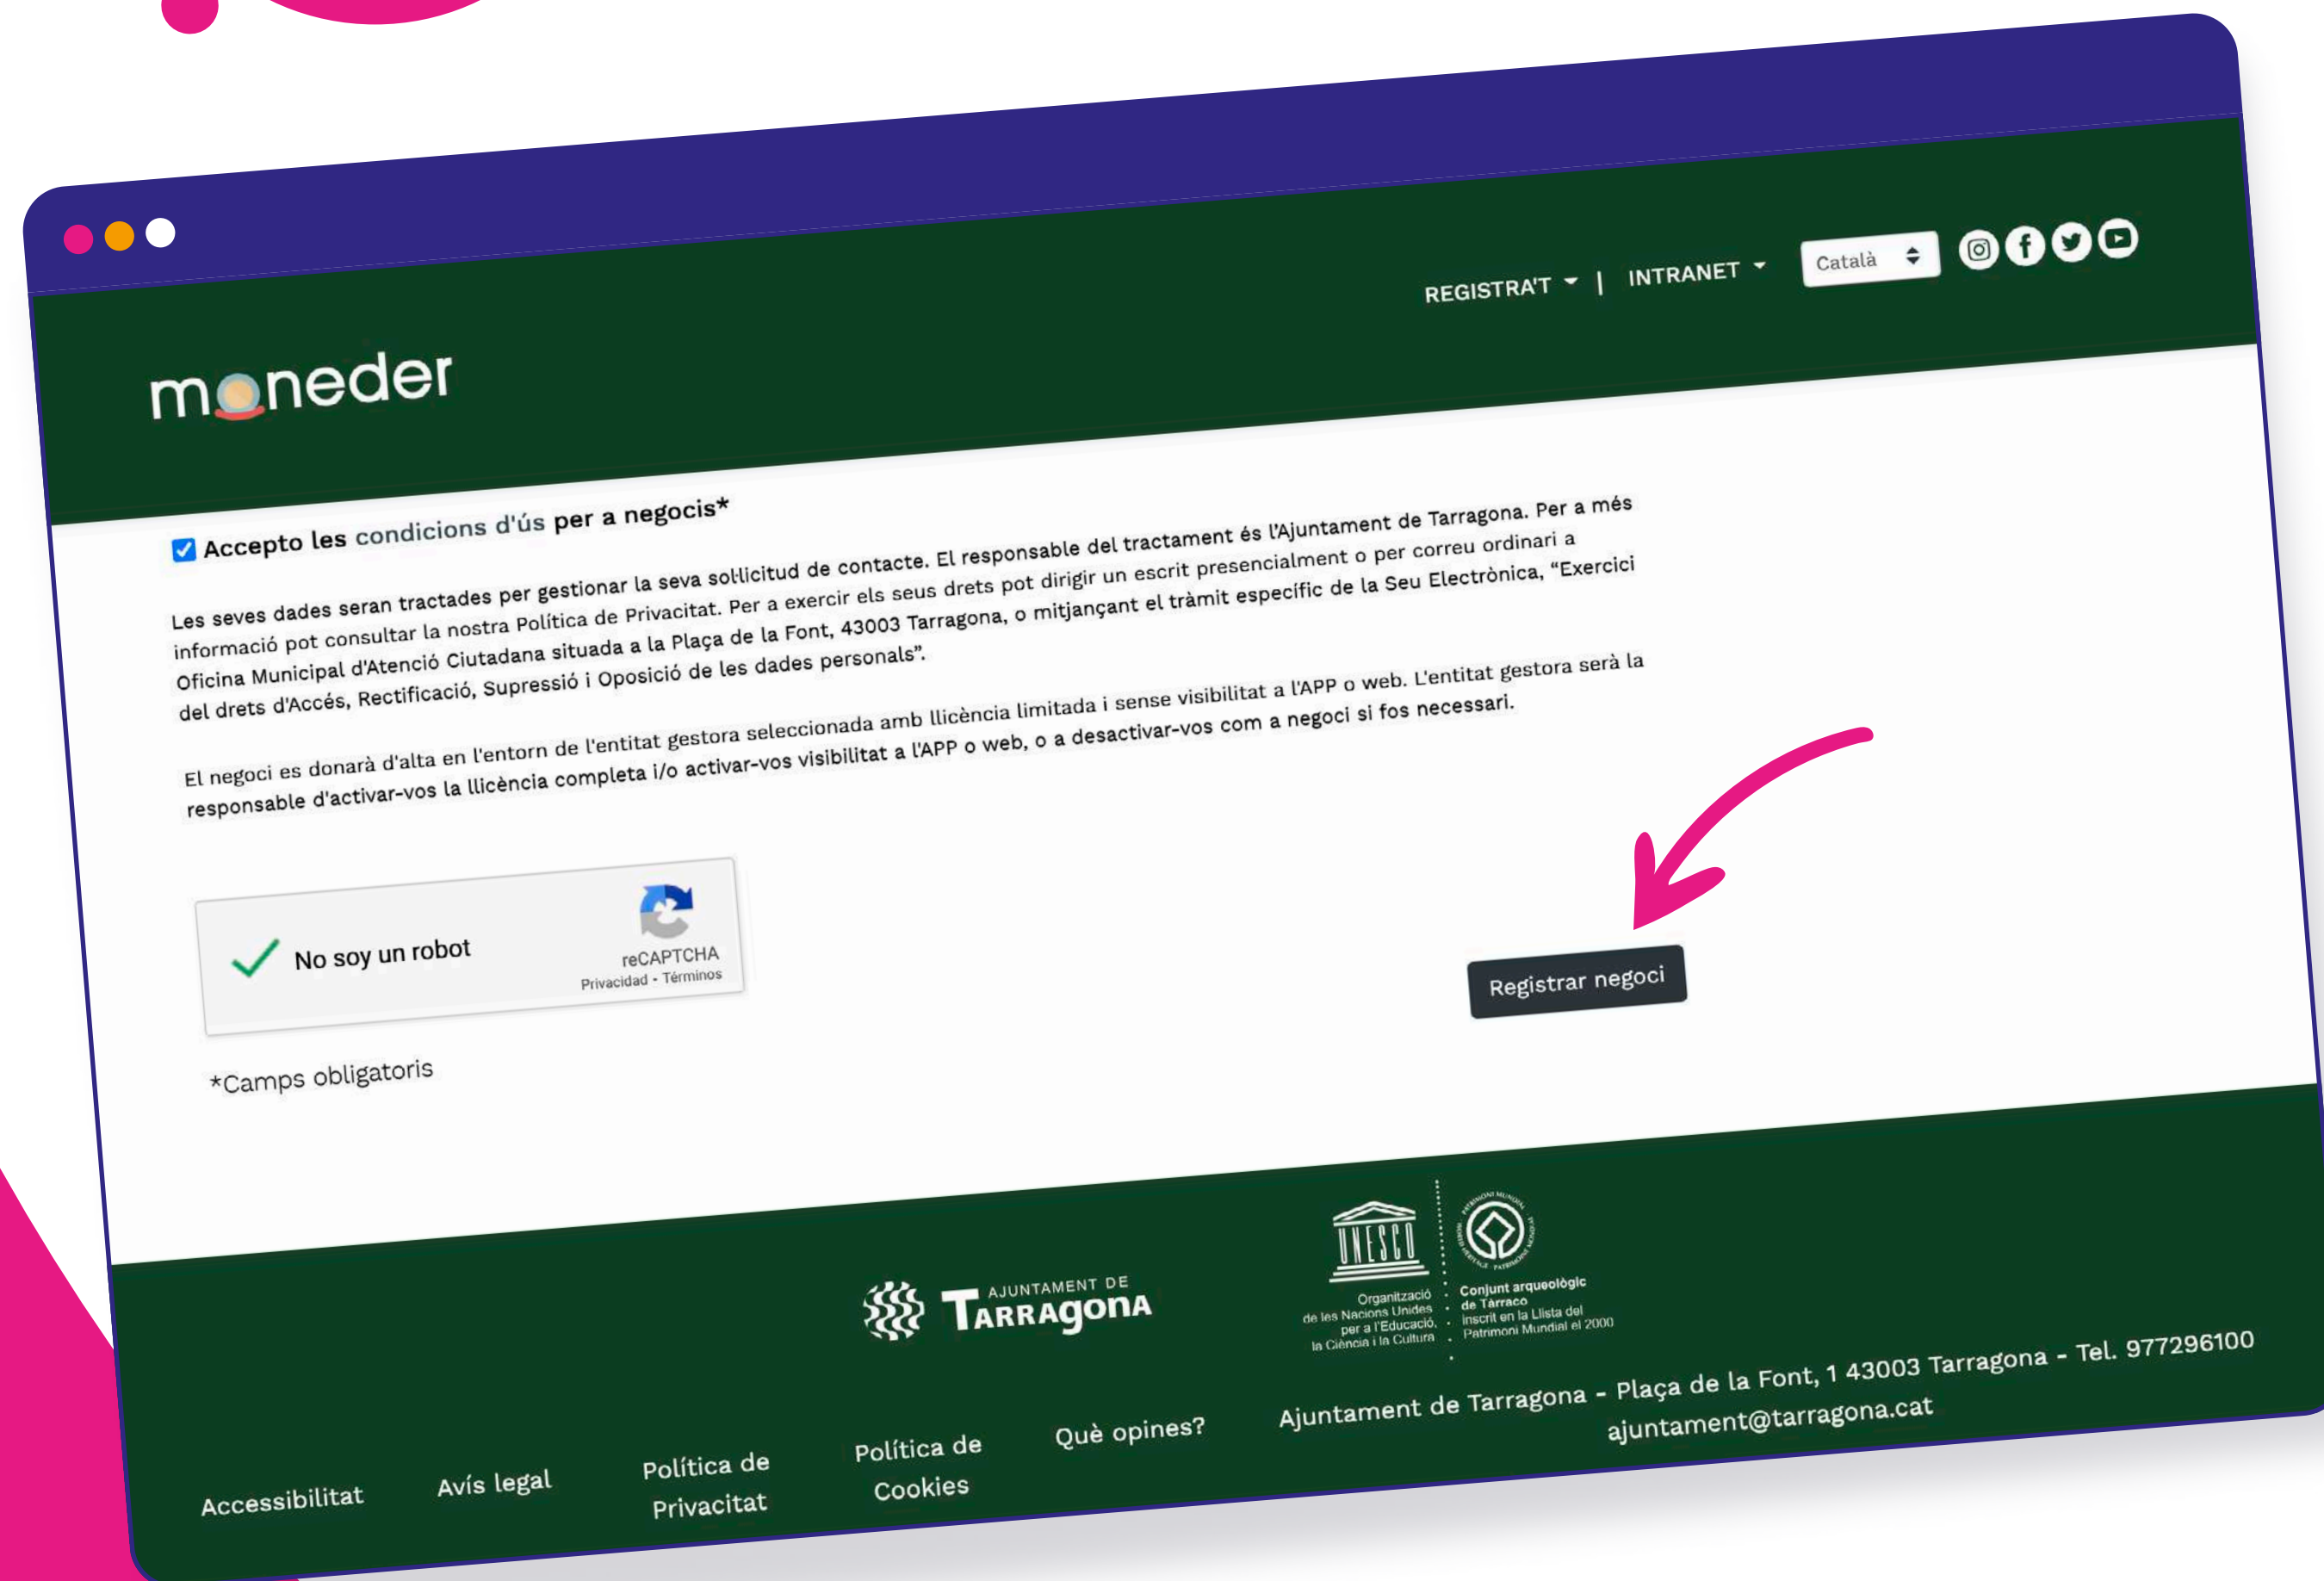 REGISTRA'T | INTRANET Català
moneder
Accepto les condicions d'ús per a negocis*
Les seves dades seran tractades per gestionar la seva sol·licitud de contacte. El responsable del tractament és l'Ajuntament de Tarragona. Per a més
informació pot consultar la nostra Política de Privacitat. Per a exercir els seus drets pot dirigir un escrit presencialment o per correu ordinari a
Oficina Municipal d'Atenció Ciutadana situada a la Plaça de la Font, 43003 Tarragona, o mitjançant el tràmit específic de la Seu Electrònica, “Exercici
del drets d'Accés, Rectificació, Supressió i Oposició de les dades personals”.
El negoci es donarà d'alta en l'entorn de l'entitat gestora seleccionada amb llicència limitada i sense visibilitat a l'APP o web. L'entitat gestora serà la
responsable d'activar-vos la llicència completa i/o activar-vos visibilitat a l'APP o web, o a desactivar-vos com a negoci si fos necessari.
No soy un robot
reCAPTCHA
Privacidad - Términos
Registrar negoci
*Camps obligatoris
AJUNTAMENT DE
TARRAgonA
UNESCO
Organització
de les Nacions Unides
per a l'Educació,
la Ciència i la Cultura
Conjunt arqueològic
de Tàrraco
inscrit en la Llista del
Patrimoni Mundial el 2000
Accessibilitat
Avís legal
Política de
Privacitat
Política de
Cookies
Què opines?
Ajuntament de Tarragona - Plaça de la Font, 1 43003 Tarragona - Tel. 977296100
ajuntament@tarragona.cat